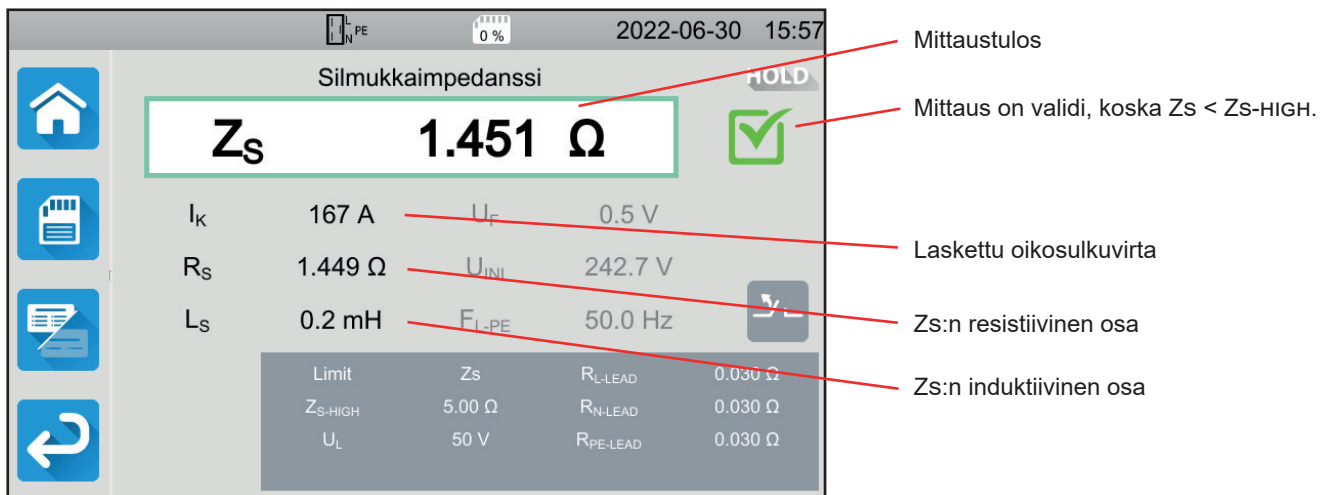 L
N PE
0 %
2022-06-30 15:57
Mittaustulos
Silmukkaimpedanssi
HOLD
ZS 1.451 Ω
Mittaus on validi, koska Zs < Zs-HIGH.
IK 167 A UF 0.5 V
Laskettu oikosulkuvirta
RS 1.449 Ω UINI 242.7 V
Zs:n resistiivinen osa
LS 0.2 mH FL-PE 50.0 Hz
Zs:n induktiivinen osa
Limit Zs RL-LEAD 0.030 Ω
ZS-HIGH 5.00 Ω RN-LEAD 0.030 Ω
UL 50 V RPE-LEAD 0.030 Ω